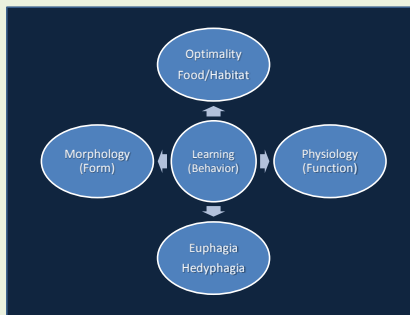 Optimality
Food/Habitat
Morphology
(Form)
Learning
(Behavior)
Physiology
(Function)
Euphagia
Hedyphagia